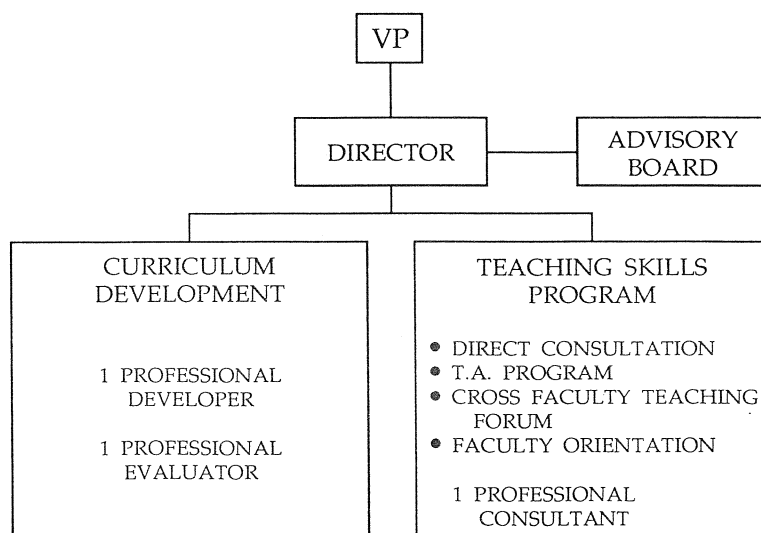 VP
DIRECTOR
ADVISORY
BOARD
CURRICULUM
DEVELOPMENT
1 PROFESSIONAL
DEVELOPER
1 PROFESSIONAL
EVALUATOR
TEACHING SKILLS
PROGRAM
• DIRECT CONSULTATION
• T.A. PROGRAM
• CROSS FACULTY TEACHING
FORUM
• FACULTY ORIENTATION
1 PROFESSIONAL
CONSULTANT